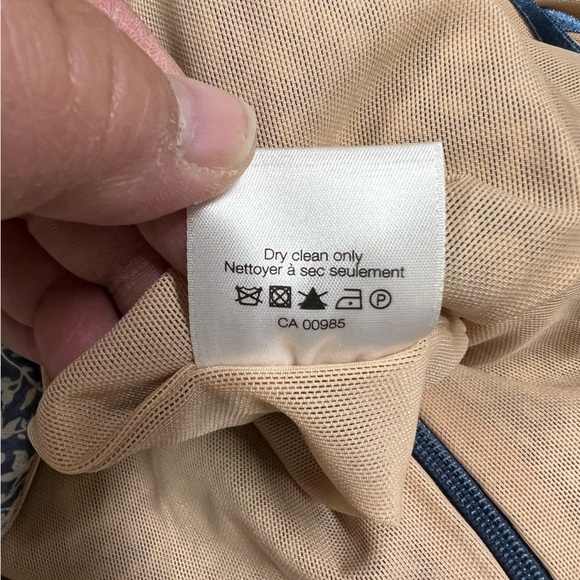 Dry clean only
Nettoyer à sec seulement
P
CA 00985